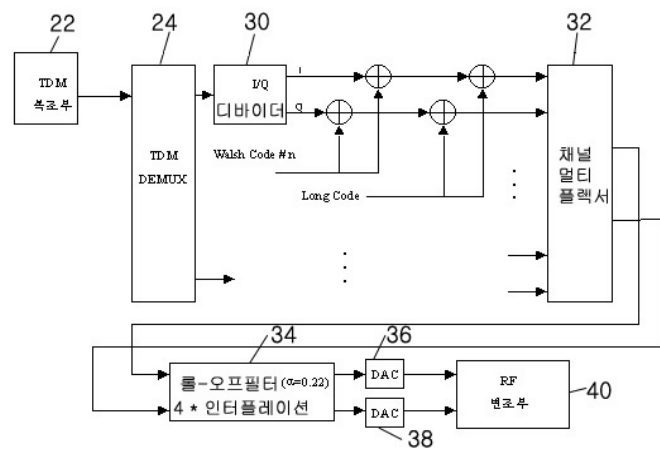 22
24
30
32
TDM
복조부
TDM
DEMUX
I/Q
디바이더
I
Q
Walsh Code #n
Long Code
채널
멀티
플렉서
34
36
롤-오프필터 (α=0.22)
4 * 인터플레이션
DAC
DAC
38
RF
변조부
40